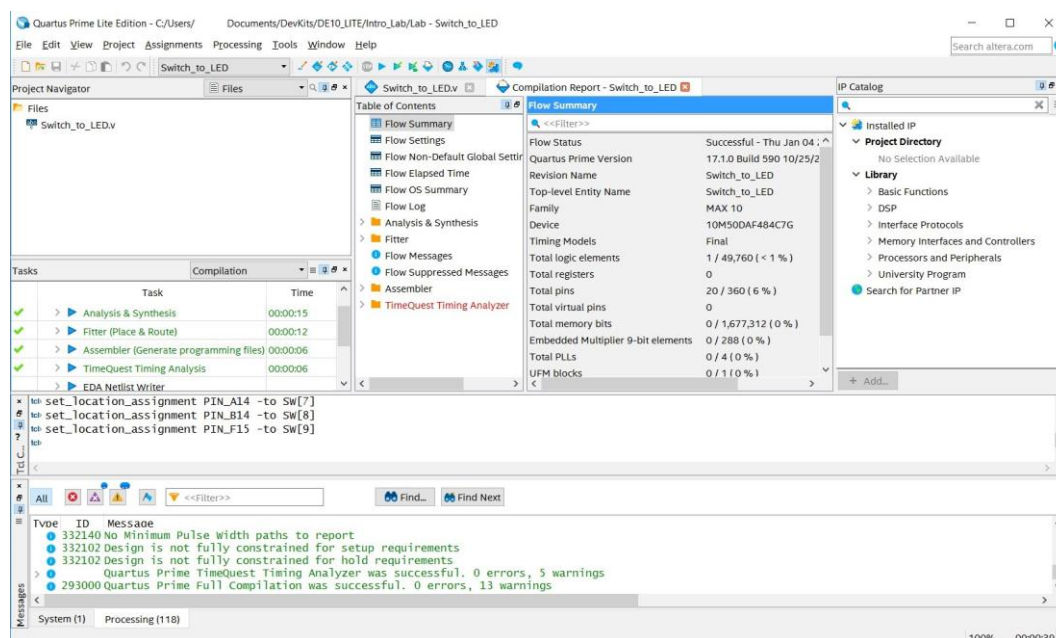 Quartus Prime Lite Edition - C:/Users/ Documents/DevKits/DE10_LITE/Intro_Lab/Lab - Switch_to_LED
File Edit View Project Assignments Processing Tools Window Help
Search altera.com
Switch_to_LED
Project Navigator
Files
Files
Switch_to_LED.v
Switch_to_LED.v
Compilation Report - Switch_to_LED
Table of Contents
Flow Summary
Flow Settings
Flow Non-Default Global Settin
Flow Elapsed Time
Flow OS Summary
Flow Log
Analysis & Synthesis
Fitter
Flow Messages
Flow Suppressed Messages
Assembler
TimeQuest Timing Analyzer
Flow Summary
<<Filter>>
Flow Status Successful - Thu Jan 04
Quartus Prime Version 17.1.0 Build 590 10/25/2
Revision Name Switch_to_LED
Top-level Entity Name Switch_to_LED
Family MAX 10
Device 10M50DAF484C7G
Timing Models Final
Total logic elements 1 / 49,760 ( < 1 % )
Total registers 0
Total pins 20 / 360 ( 6 % )
Total virtual pins 0
Total memory bits 0 / 1,677,312 ( 0 % )
Embedded Multiplier 9-bit elements 0 / 288 ( 0 % )
Total PLLs 0 / 4 ( 0 % )
UFM blocks 0 / 1 ( 0 % )
IP Catalog
Installed IP
Project Directory
No Selection Available
Library
Basic Functions
DSP
Interface Protocols
Memory Interfaces and Controllers
Processors and Peripherals
University Program
Search for Partner IP
+ Add...
Tasks
Compilation
Task Time
Analysis & Synthesis 00:00:15
Fitter (Place & Route) 00:00:12
Assembler (Generate programming files) 00:00:06
TimeQuest Timing Analysis 00:00:06
EDA Netlist Writer
tcl> set_location_assignment PIN_A14 -to SW[7]
tcl> set_location_assignment PIN_B14 -to SW[8]
tcl> set_location_assignment PIN_F15 -to SW[9]
tcl>
Tcl C...
All
<<Filter>>
Find...
Find Next
Type ID Message
332140 No Minimum Pulse Width paths to report
332102 Design is not fully constrained for setup requirements
332102 Design is not fully constrained for hold requirements
Quartus Prime TimeQuest Timing Analyzer was successful. 0 errors, 5 warnings
293000 Quartus Prime Full Compilation was successful. 0 errors, 13 warnings
Messages
System (1)
Processing (118)
100% 00:00:39